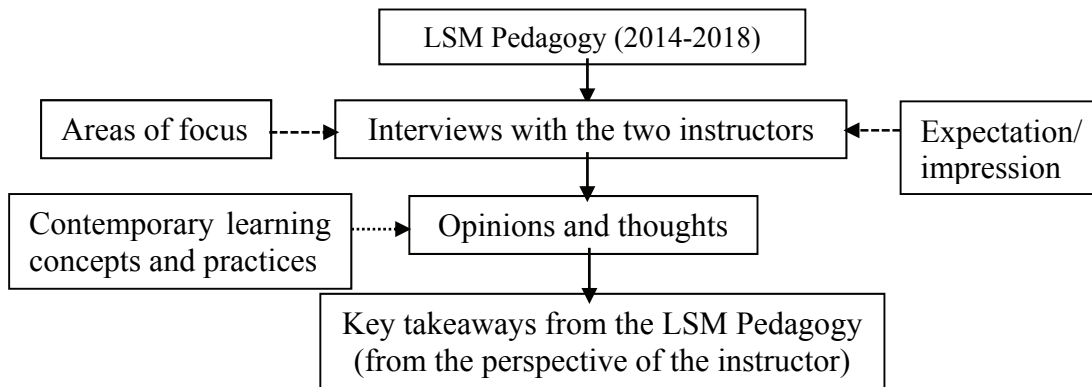 LSM Pedagogy (2014-2018)
Areas of focus
Interviews with the two instructors
Expectation/
impression
Contemporary learning
concepts and practices
Opinions and thoughts
Key takeaways from the LSM Pedagogy
(from the perspective of the instructor)